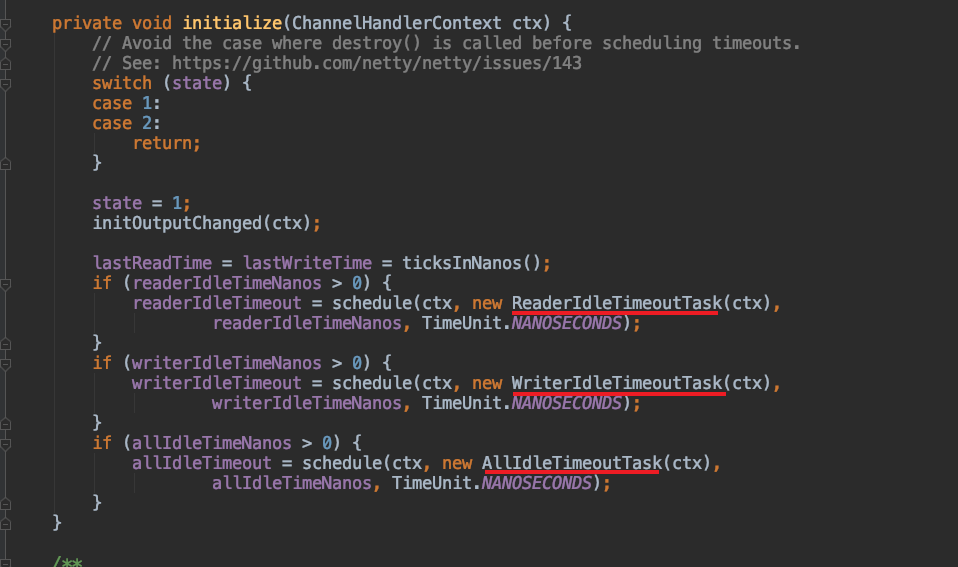 private void initialize(ChannelHandlerContext ctx) {
// Avoid the case where destroy() is called before scheduling timeouts.
// See: https://github.com/netty/netty/issues/143
switch (state) {
case 1:
case 2:
return;
}
state = 1;
initOutputChanged(ctx);
lastReadTime = lastWriteTime = ticksInNanos();
if (readerIdleTimeNanos > 0) {
readerIdleTimeout = schedule(ctx, new ReaderIdleTimeoutTask(ctx),
readerIdleTimeNanos, TimeUnit.NANOSECONDS);
}
if (writerIdleTimeNanos > 0) {
writerIdleTimeout = schedule(ctx, new WriterIdleTimeoutTask(ctx),
writerIdleTimeNanos, TimeUnit.NANOSECONDS);
}
if (allIdleTimeNanos > 0) {
allIdleTimeout = schedule(ctx, new AllIdleTimeoutTask(ctx),
allIdleTimeNanos, TimeUnit.NANOSECONDS);
}
}
/**